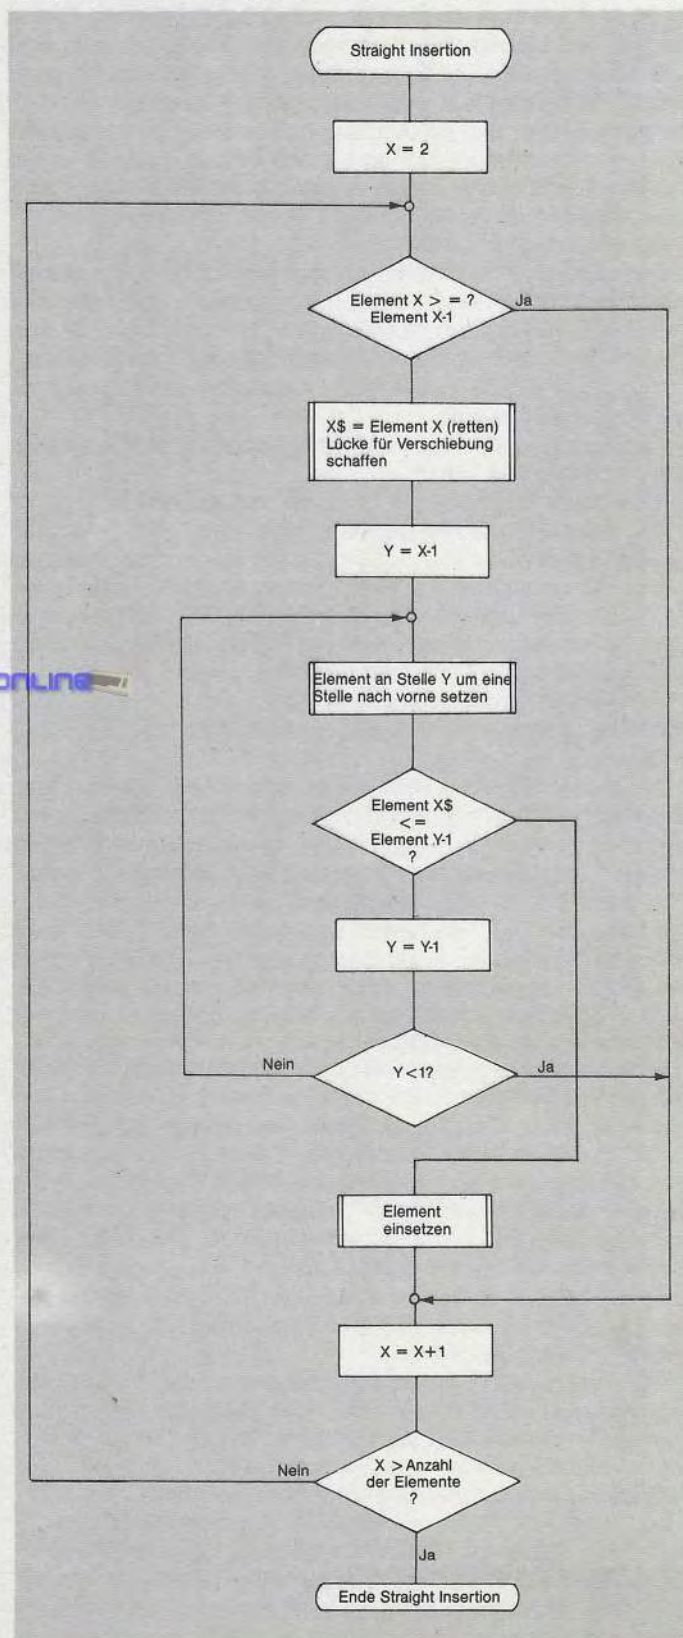 Straight Insertion
X = 2
Element X > = ?
Element X-1
Ja
X$ = Element X (retten)
Lücke für Verschiebung
schaffen
Y = X-1
online
Element an Stelle Y um eine
Stelle nach vorne setzen
Element X$
<=
Element Y-1
?
Y = Y-1
Nein
Y<1?
Ja
Element
einsetzen
X = X+1
Nein
X > Anzahl
der Elemente
?
Ja
Ende Straight Insertion